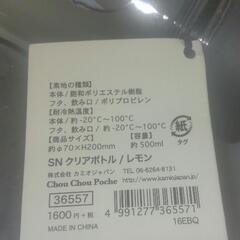 【素地の種類】
本体/飽和ポリエステル樹脂
フタ、飲み口/ポリプロピレン
【耐冷熱温度】
本体/約-20℃~100℃
フタ、飲み口/約-20℃~100℃
【商品サイズ】 【容量】
約φ70×H200mm 約500ml
SN クリアボトル/レモン
株式会社 カミオジャパン TEL 06-6264-8131
Chou Chou Poche http://www.kamiojapan.jp/
36557
1600円+税
MADE IN CHINA
4 991277 365571
16EBQ
紙
タグ